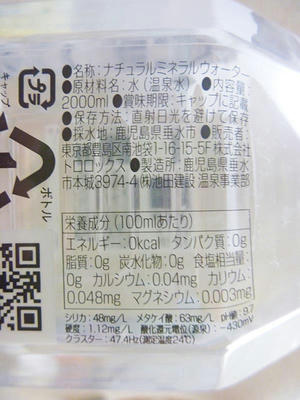 ●名称:ナチュラルミネラルウォーター
●原材料名:水(温泉水) ●内容量:
2000ml ●賞味期限:キャップに記載
●保存方法:直射日光を避けて保存
●採水地:鹿児島県垂水市 ●販売者:
東京都豊島区南池袋1-16-15-5F 株式会社
トロロックス ●製造所:鹿児島県垂水
市本城3974-4 ㈱池田建設 温泉事業部
キャップ
プラ
ボトル
栄養成分(100mlあたり)
エネルギー:0kcal タンパク質:0g
脂質:0g 炭水化物:0g 食塩相当量:
0g カルシウム:0.04mg カリウム:
0.048mg マグネシウム:0.003mg
シリカ:48mg/L メタケイ酸:63mg/L pH値:9.7
硬度:1.12mg/L 酸化還元電位(源泉):-430mV
クラスター:47.4Hz(測定温度24℃)